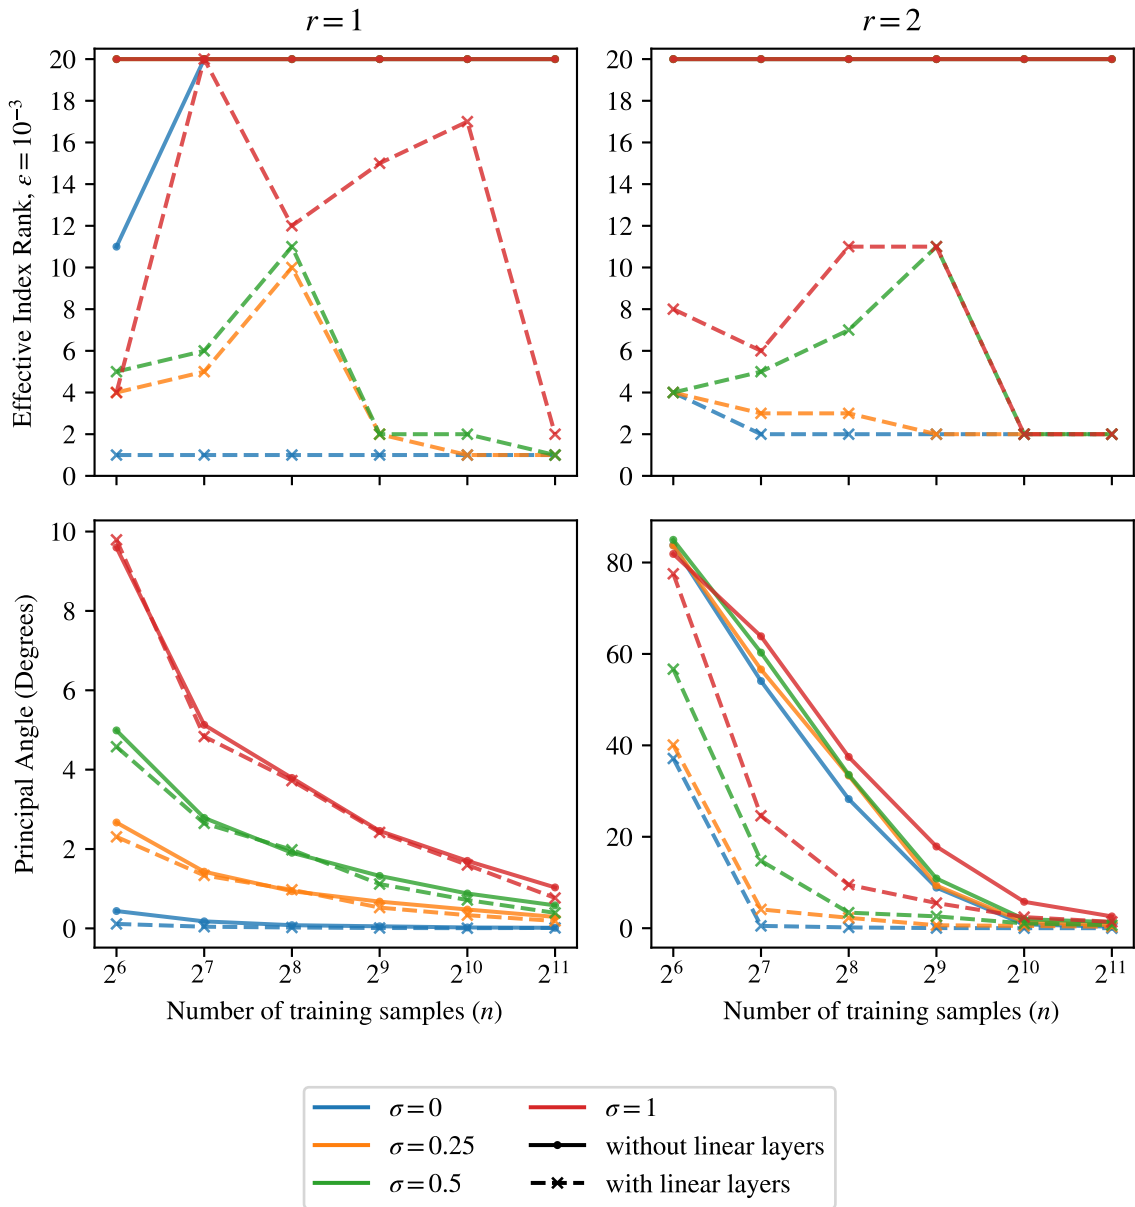 r = 1
r = 2
Effective Index Rank, ε = 10⁻³
20
18
16
14
12
10
8
6
4
2
0
20
18
16
14
12
10
8
6
4
2
0
Principal Angle (Degrees)
10
8
6
4
2
0
80
60
40
20
0
2⁶ 2⁷ 2⁸ 2⁹ 2¹⁰ 2¹¹
2⁶ 2⁷ 2⁸ 2⁹ 2¹⁰ 2¹¹
Number of training samples (n)
Number of training samples (n)
σ = 0
σ = 0.25
σ = 0.5
σ = 1
without linear layers
with linear layers